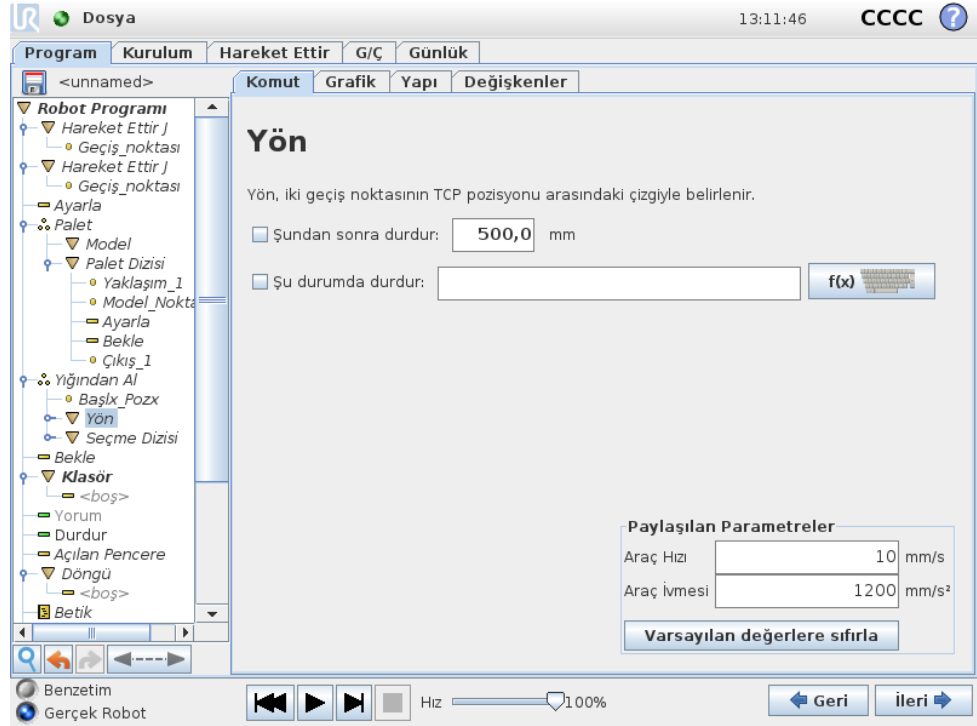 UR Dosya 13:11:46 CCCC ?
Program Kurulum Hareket Ettir G/Ç Günlük
<unnamed>
Komut Grafik Yapı Değişkenler
Robot Programı
Hareket Ettir J
Geçiş_noktası
Hareket Ettir J
Geçiş_noktası
Ayarla
Palet
Model
Palet Dizisi
Yaklaşım_1
Model_Nokta
Ayarla
Bekle
Çıkış_1
Yığından Al
Başlx_Pozx
Yön
Seçme Dizisi
Bekle
Klasör
<boş>
Yorum
Durdur
Açılan Pencere
Döngü
<boş>
Betik
Yön
Yön, iki geçiş noktasının TCP pozisyonu arasındaki çizgiyle belirlenir.
Şundan sonra durdur: 500,0 mm
Şu durumda durdur: f(x)
Paylaşılan Parametreler
Araç Hızı 10 mm/s
Araç İvmesi 1200 mm/s²
Varsayılan değerlere sıfırla
Benzetim
Gerçek Robot
Hız 100%
Geri İleri